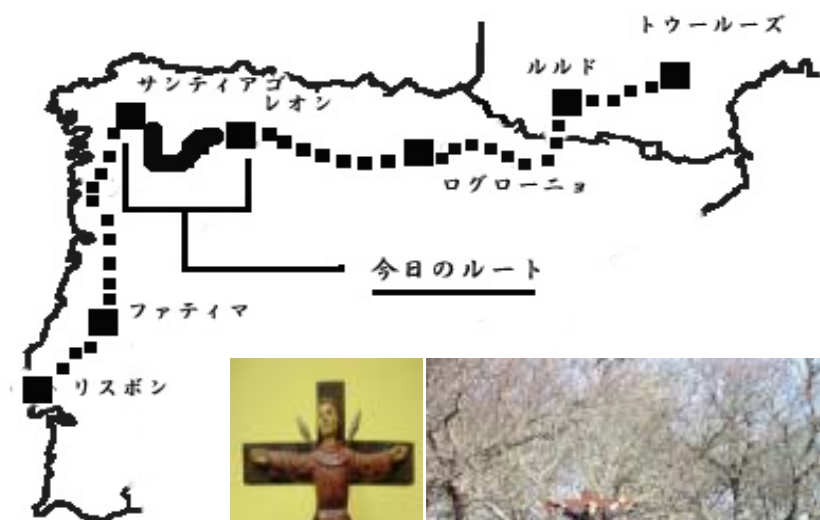 トウールーズ
ルルド
サンティアゴ
レオン
ログローニョ
今日のルート
ファティマ
リスボン